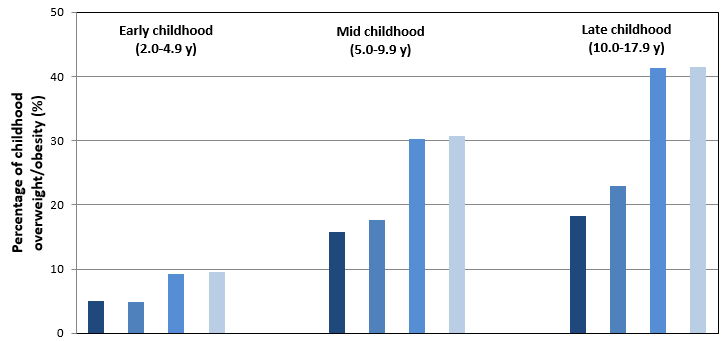 Percentage of childhood
overweight/obesity (%)
50
40
30
20
10
0
Early childhood
(2.0-4.9 y)
Mid childhood
(5.0-9.9 y)
Late childhood
(10.0-17.9 y)